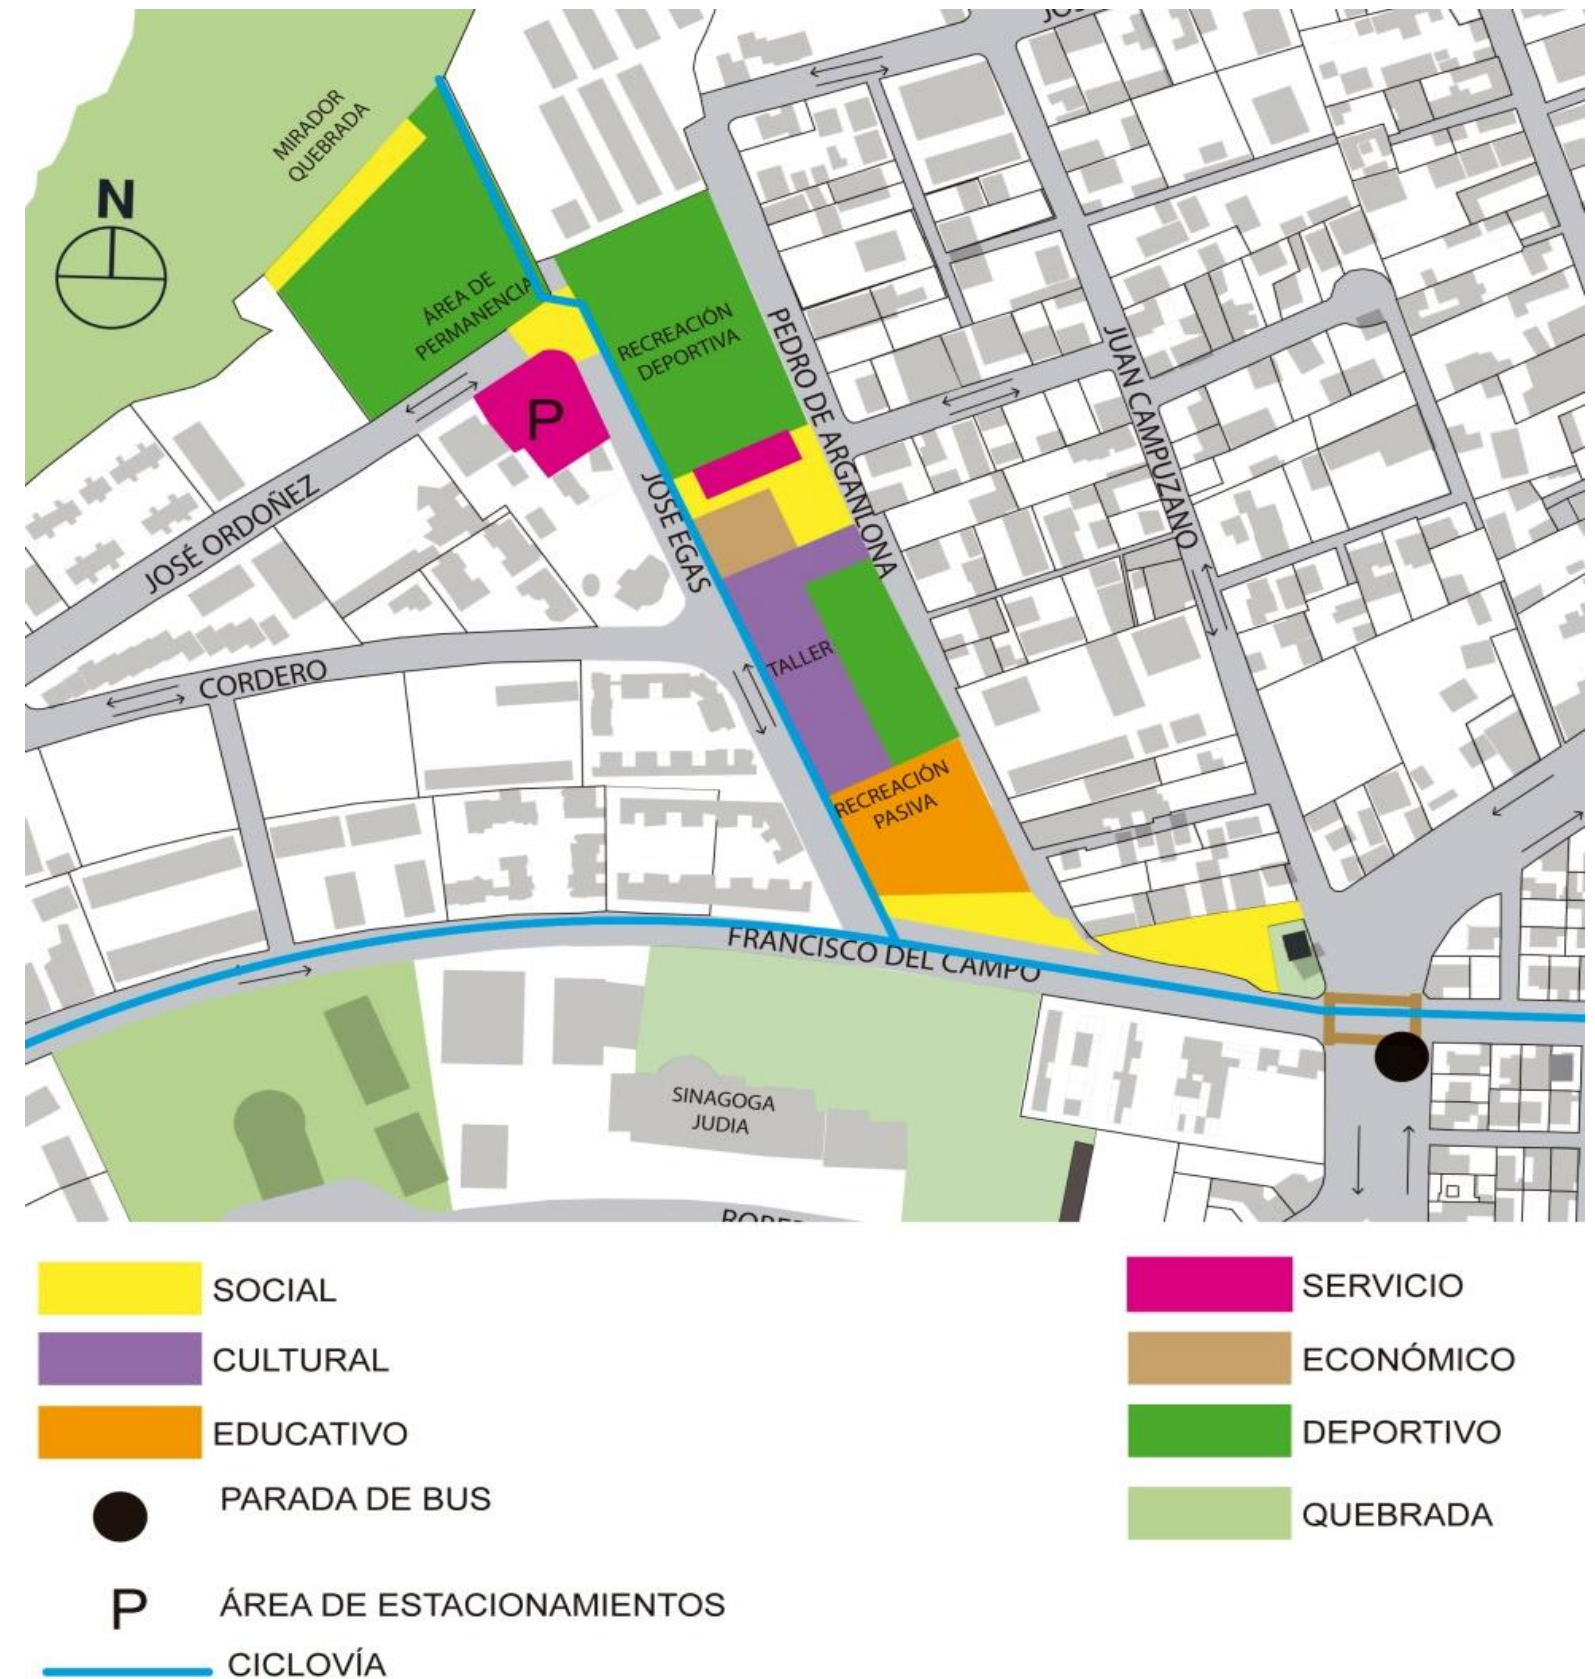 MIRADOR
QUEBRADA
N
ÁREA DE
PERMANENCIA
RECREACIÓN
DEPORTIVA
PEDRO DE ARGANLONA
JUAN CAMPUZANO
P
JOSE EGAS
JOSÉ ORDOÑEZ
CORDERO
TALLER
RECREACIÓN
PASIVA
FRANCISCO DEL CAMPO
SINAGOGA
JUDIA
SOCIAL
SERVICIO
CULTURAL
ECONÓMICO
EDUCATIVO
DEPORTIVO
PARADA DE BUS
QUEBRADA
P ÁREA DE ESTACIONAMIENTOS
CICLOVÍA